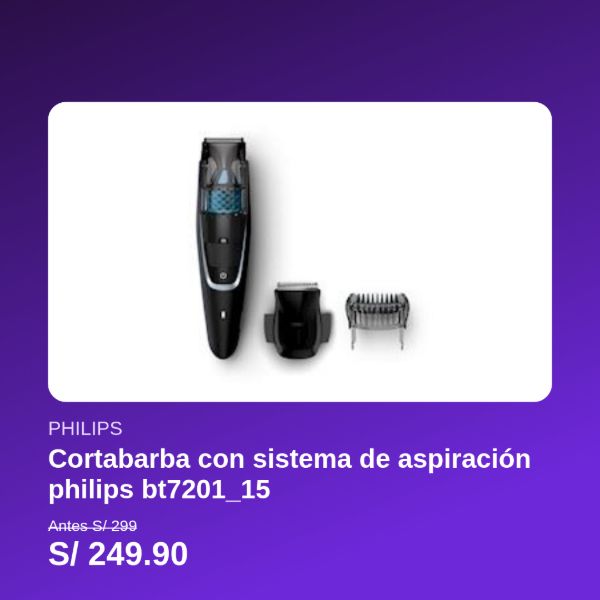 PHILIPS
Cortabarba con sistema de aspiración
philips bt7201_15
Antes S/ 299
S/ 249.90